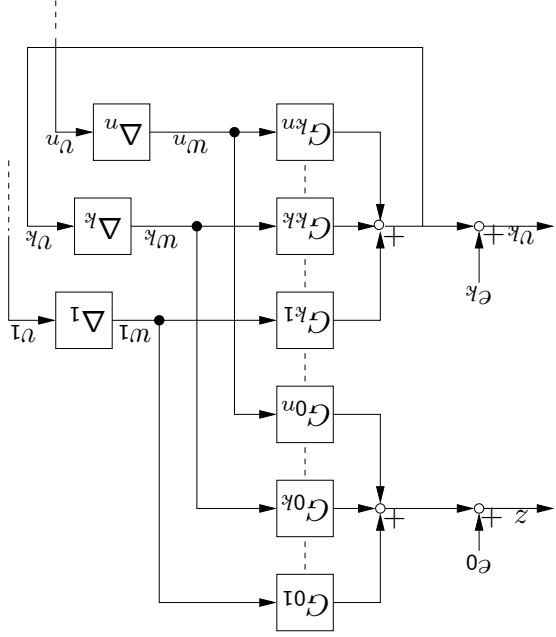 v_n Δ_n w_n G_kn
v_k Δ_k w_k G_kk + + v_k
e_k
v_1 Δ_1 w_1 G_k1
G_0n
G_0k + + z
e_0
G_01